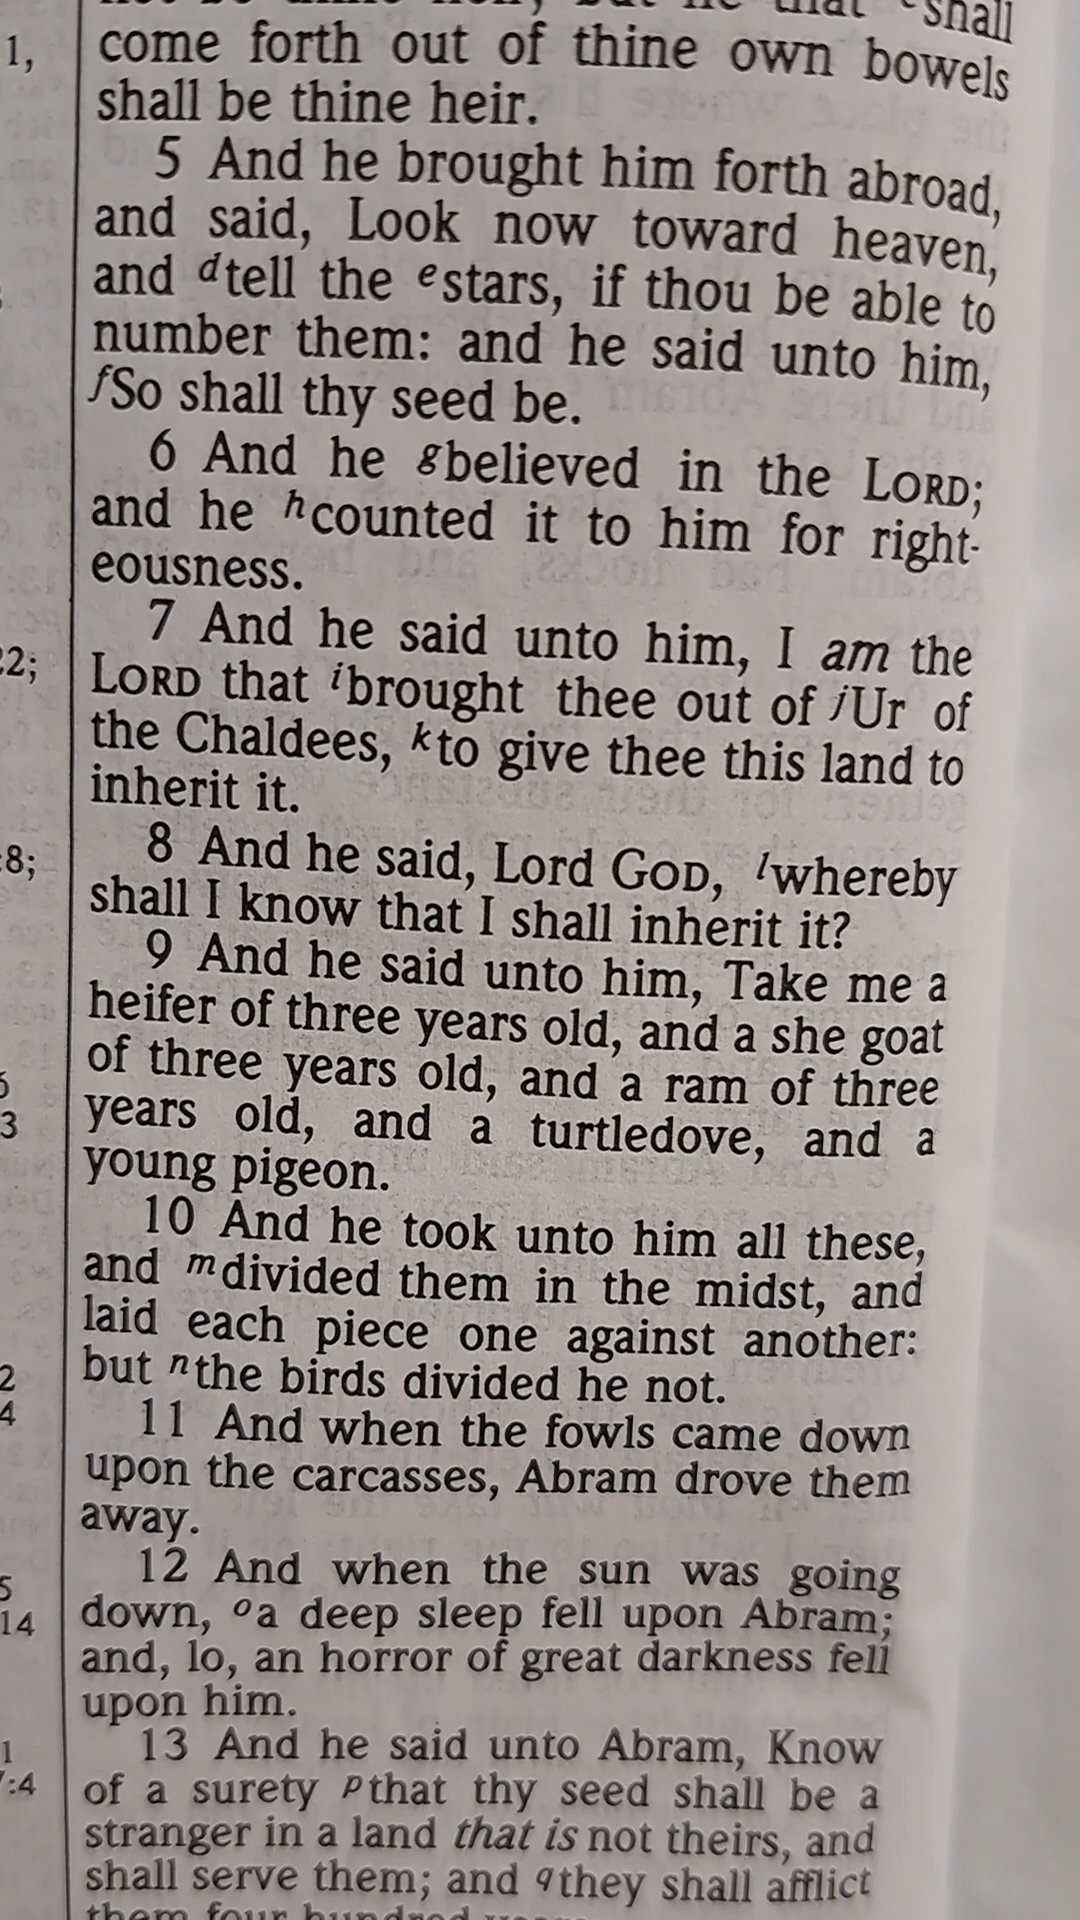 shall
1,
come forth out of thine own bowels
shall be thine heir.
5 And he brought him forth abroad,
and said, Look now toward heaven,
and dtell the estars, if thou be able to
number them: and he said unto him,
fSo shall thy seed be.
6 And he gbelieved in the LORD;
and he hcounted it to him for right-
eousness.
7 And he said unto him, I am the
22;
LORD that ibrought thee out of jUr of
the Chaldees, kto give thee this land to
inherit it.
8 And he said, Lord GOD, lwhereby
8;
shall I know that I shall inherit it?
9 And he said unto him, Take me a
heifer of three years old, and a she goat
of three years old, and a ram of three
3
years old, and a turtledove, and a
young pigeon.
10 And he took unto him all these,
and mdivided them in the midst, and
laid each piece one against another:
2
but nthe birds divided he not.
4
11 And when the fowls came down
upon the carcasses, Abram drove them
away.
12 And when the sun was going
5
down, oa deep sleep fell upon Abram;
14
and, lo, an horror of great darkness fell
upon him.
13 And he said unto Abram, Know
1
of a surety pthat thy seed shall be a
:4
stranger in a land that is not theirs, and
shall serve them; and qthey shall afflict
them four hundred years